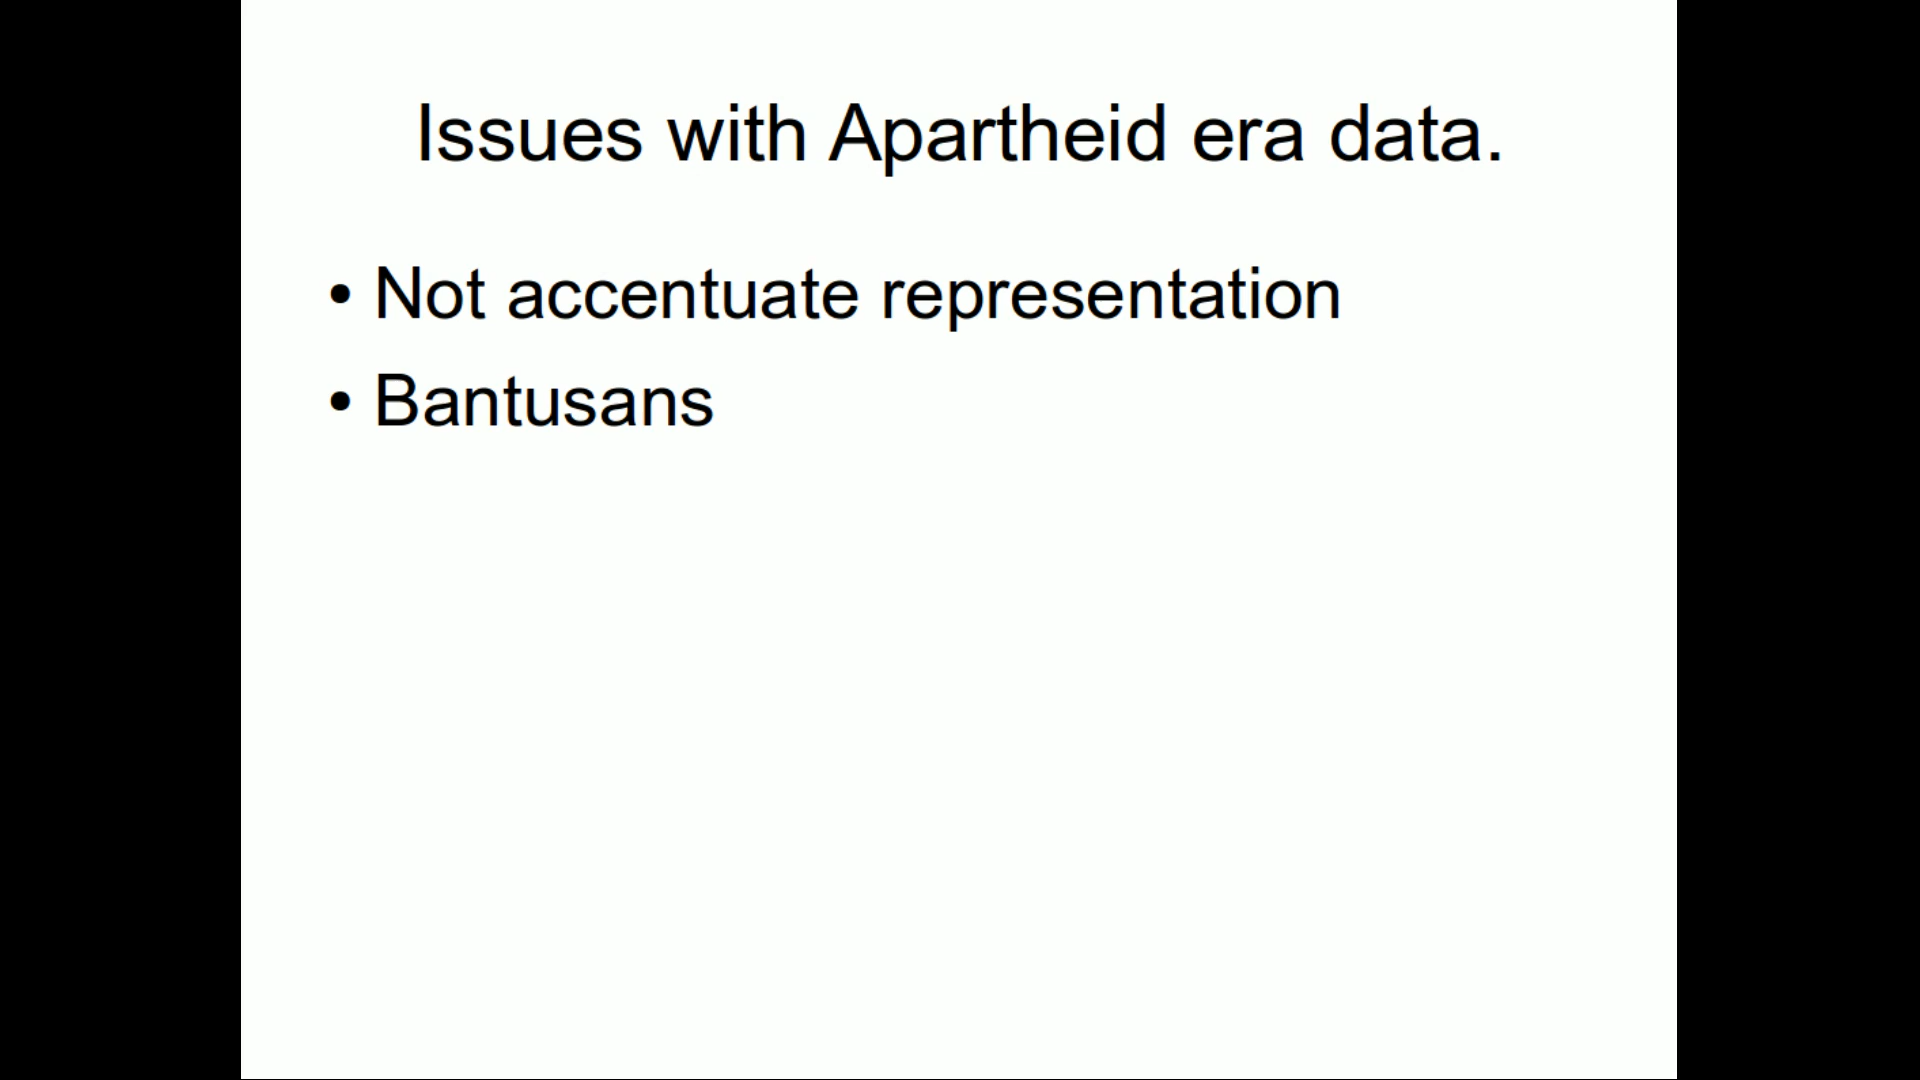 Issues with Apartheid era data.
• Not accentuate representation
• Bantusans